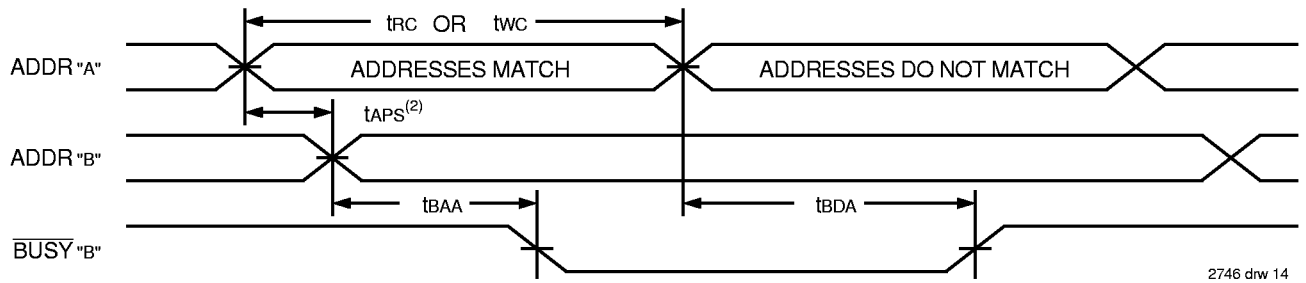 tRC OR tWC
ADDR "A"
ADDRESSES MATCH
ADDRESSES DO NOT MATCH
tAPS(2)
ADDR "B"
tBAA
tBDA
BUSY "B"
2746 drw 14